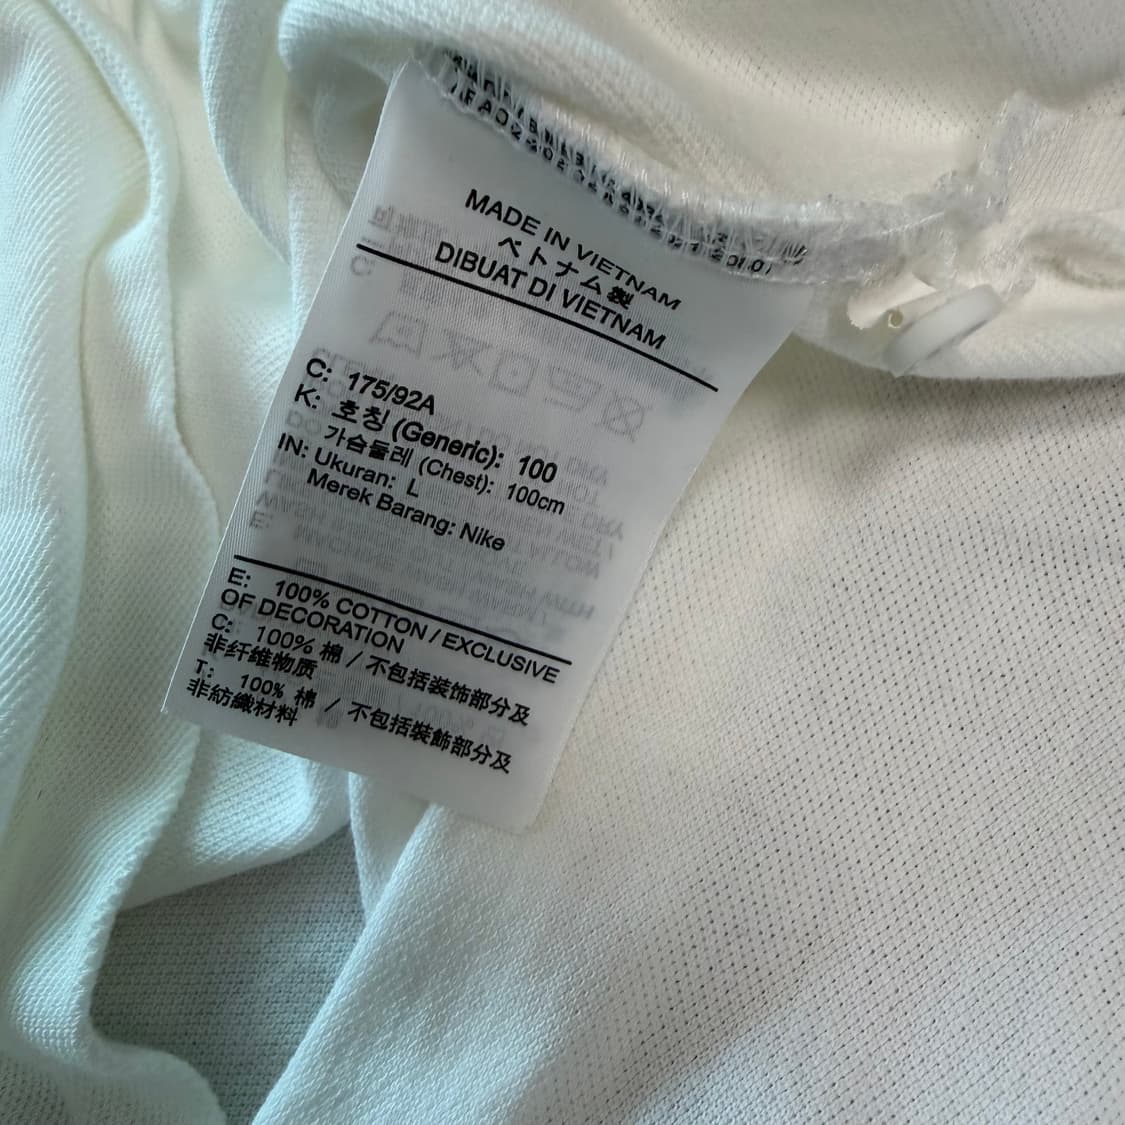 MADE IN VIETNAM
ベトナム製
DIBUAT DI VIETNAM
C: 175/92A
K: 호칭 (Generic): 100
가슴둘레 (Chest): 100cm
IN: Ukuran: L
Merek Barang: Nike
E: 100% COTTON / EXCLUSIVE
OF DECORATION
C: 100% 棉 / 不包括装饰部分及
非纤维物质
T: 100% 棉 / 不包括裝飾部分及
非紡織材料